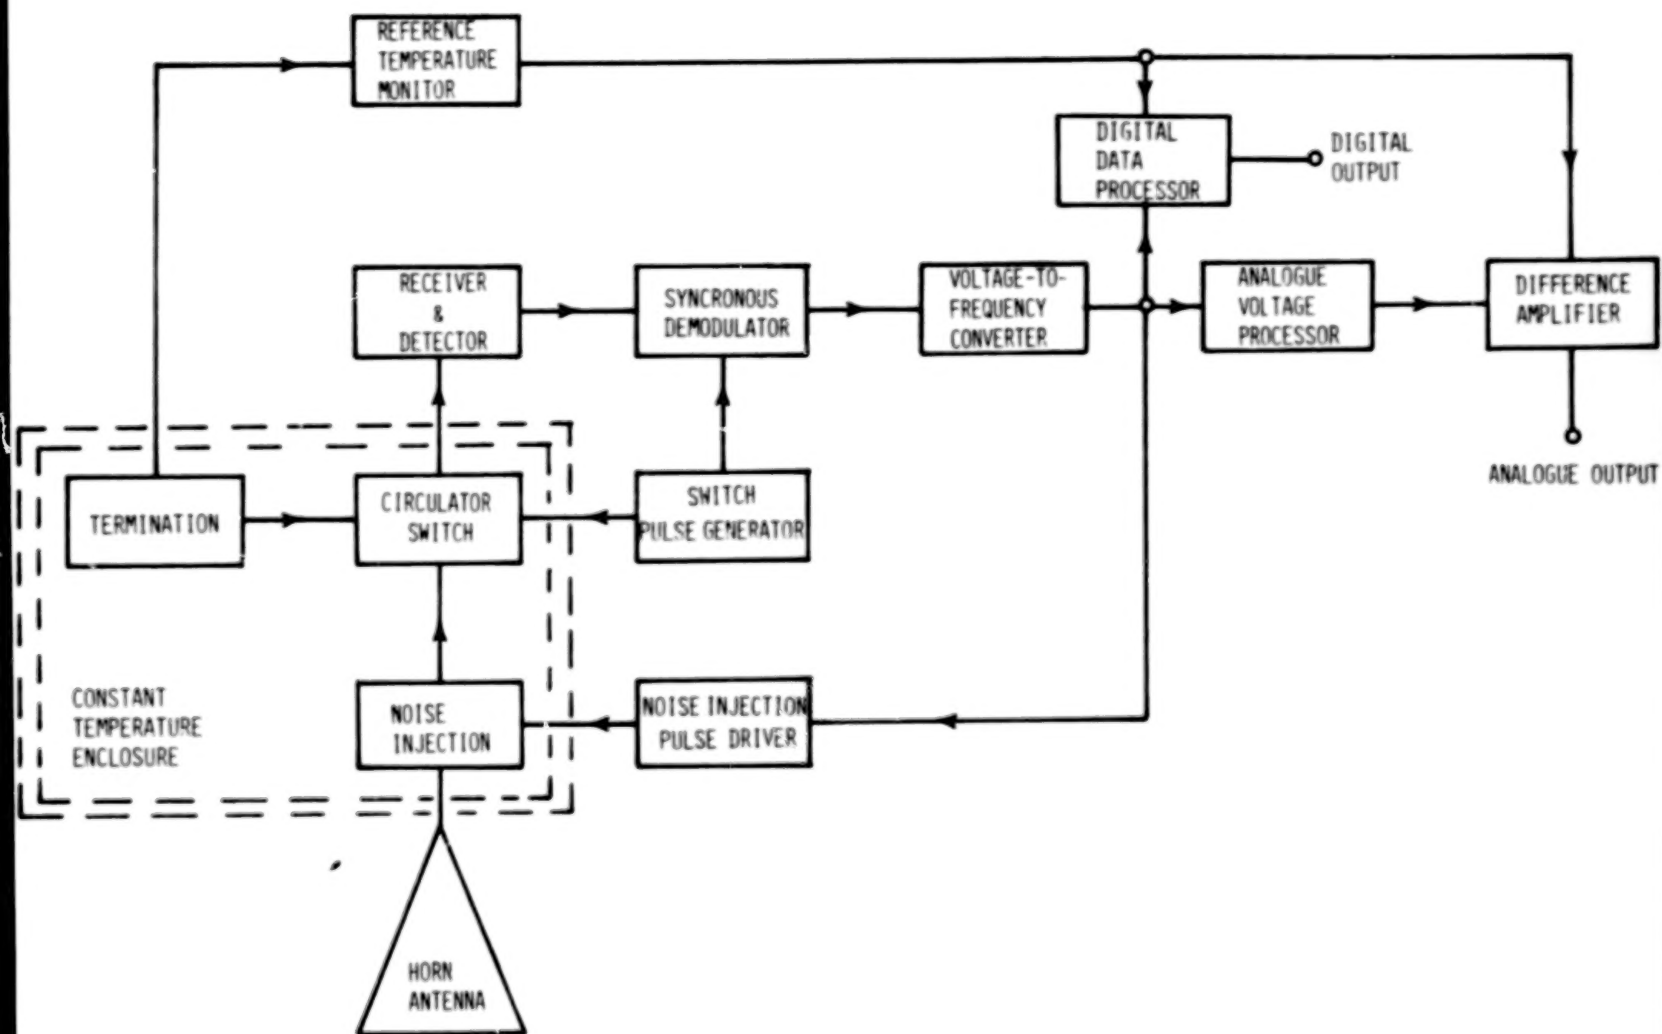 REFERENCE
TEMPERATURE
MONITOR
DIGITAL
DATA
PROCESSOR
DIGITAL
OUTPUT
RECEIVER
&
DETECTOR
SYNCRONOUS
DEMODULATOR
VOLTAGE-TO-
FREQUENCY
CONVERTER
ANALOGUE
VOLTAGE
PROCESSOR
DIFFERENCE
AMPLIFIER
ANALOGUE OUTPUT
TERMINATION
CIRCULATOR
SWITCH
SWITCH
PULSE GENERATOR
CONSTANT
TEMPERATURE
ENCLOSURE
NOISE
INJECTION
NOISE INJECTION
PULSE DRIVER
HORN
ANTENNA